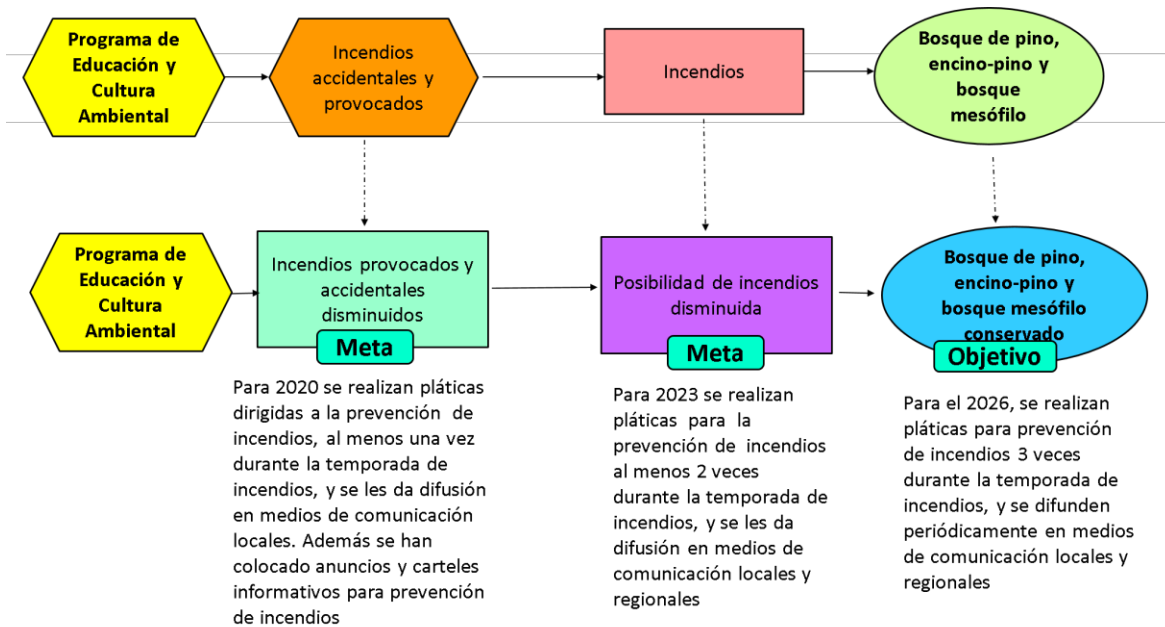 Programa de
Educación y
Cultura
Ambiental
Incendios
accidentales y
provocados
Incendios
Bosque de pino,
encino-pino y
bosque
mesófilo
Programa de
Educación y
Cultura
Ambiental
Incendios provocados y
accidentales
disminuidos
Meta
Posibilidad de incendios
disminuida
Meta
Bosque de pino,
encino-pino y
bosque mesófilo
conservado
Objetivo
Para 2020 se realizan pláticas
dirigidas a la prevención de
incendios, al menos una vez
durante la temporada de
incendios, y se les da difusión
en medios de comunicación
locales. Además se han
colocado anuncios y carteles
informativos para prevención
de incendios
Para 2023 se realizan
pláticas para la
prevención de incendios
al menos 2 veces
durante la temporada de
incendios, y se les da
difusión en medios de
comunicación locales y
regionales
Para el 2026, se realizan
pláticas para prevención
de incendios 3 veces
durante la temporada de
incendios, y se difunden
periódicamente en medios
de comunicación locales y
regionales